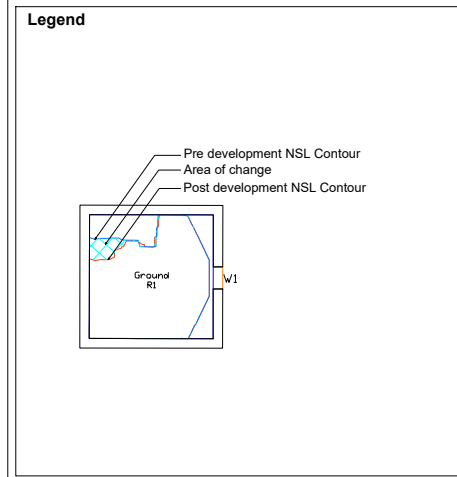 Legend
Pre development NSL Contour
Area of change
Post development NSL Contour
Ground
R1
W1